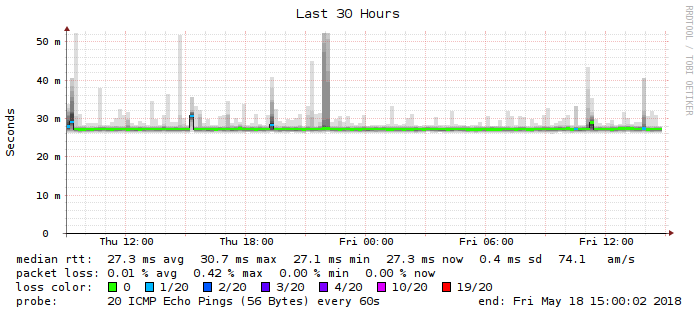 Last 30 Hours
RRDTOOL / TOBI OETIKER
Seconds
50 m
40 m
30 m
20 m
10 m
0
Thu 12:00 Thu 18:00 Fri 00:00 Fri 06:00 Fri 12:00
median rtt: 27.3 ms avg 30.7 ms max 27.1 ms min 27.3 ms now 0.4 ms sd 74.1 am/s
packet loss: 0.01 % avg 0.42 % max 0.00 % min 0.00 % now
loss color: 0 1/20 2/20 3/20 4/20 10/20 19/20
probe: 20 ICMP Echo Pings (56 Bytes) every 60s end: Fri May 18 15:00:02 2018